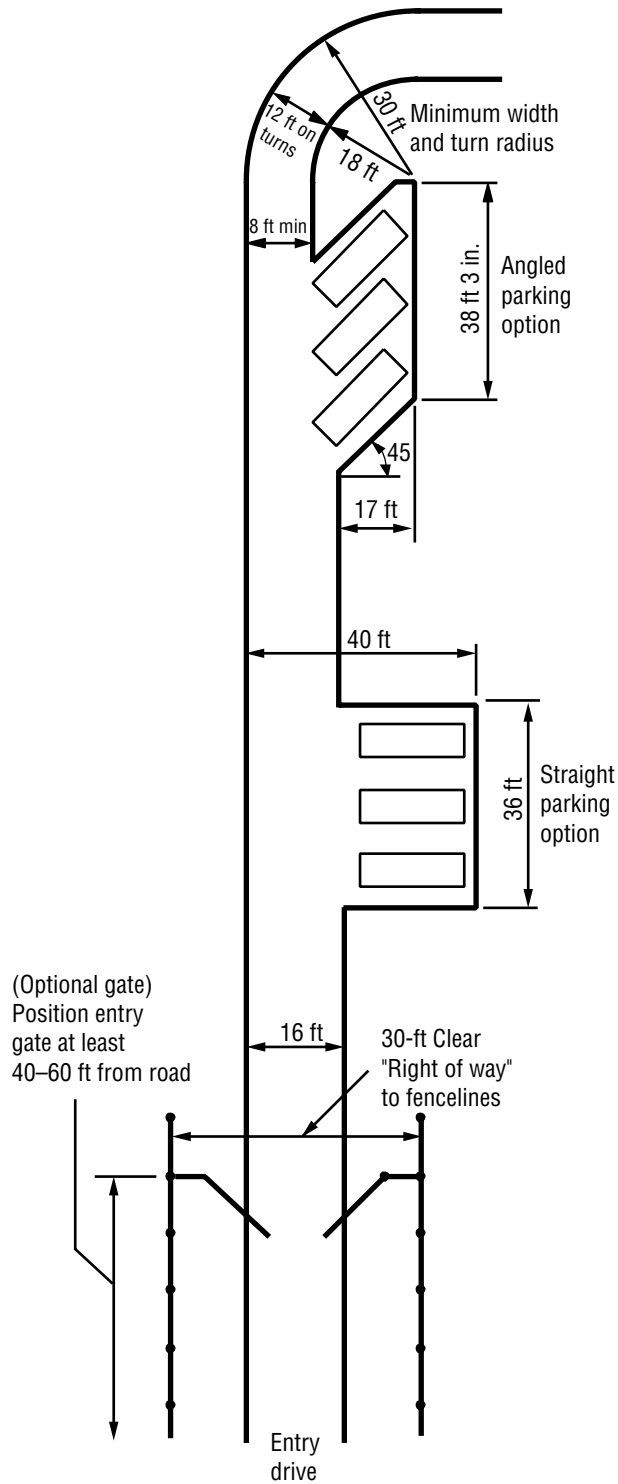 30 ft
12 ft on
turns
18 ft
Minimum width
and turn radius
8 ft min
38 ft 3 in.
Angled
parking
option
45
17 ft
40 ft
36 ft
Straight
parking
option
(Optional gate)
Position entry
gate at least
40–60 ft from road
16 ft
30-ft Clear
"Right of way"
to fencelines
Entry
drive